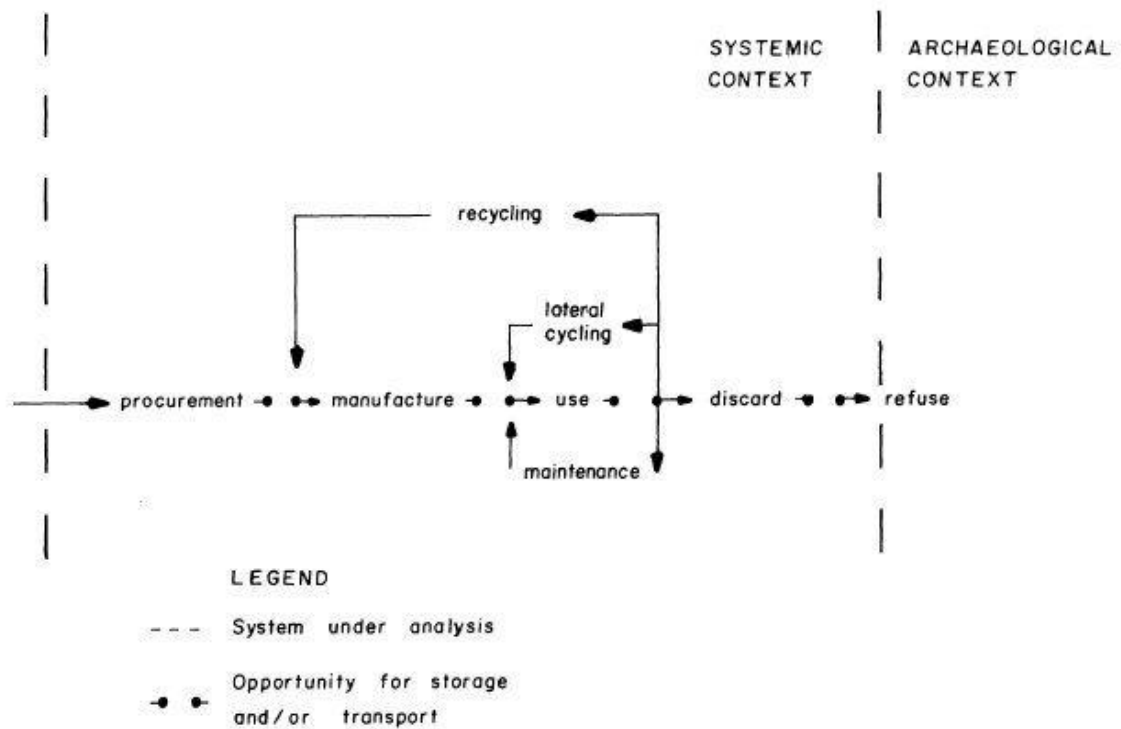 SYSTEMIC
CONTEXT
ARCHAEOLOGICAL
CONTEXT
recycling
lateral
cycling
procurement
manufacture
use
discard
refuse
maintenance
LEGEND
System under analysis
Opportunity for storage
and/or transport